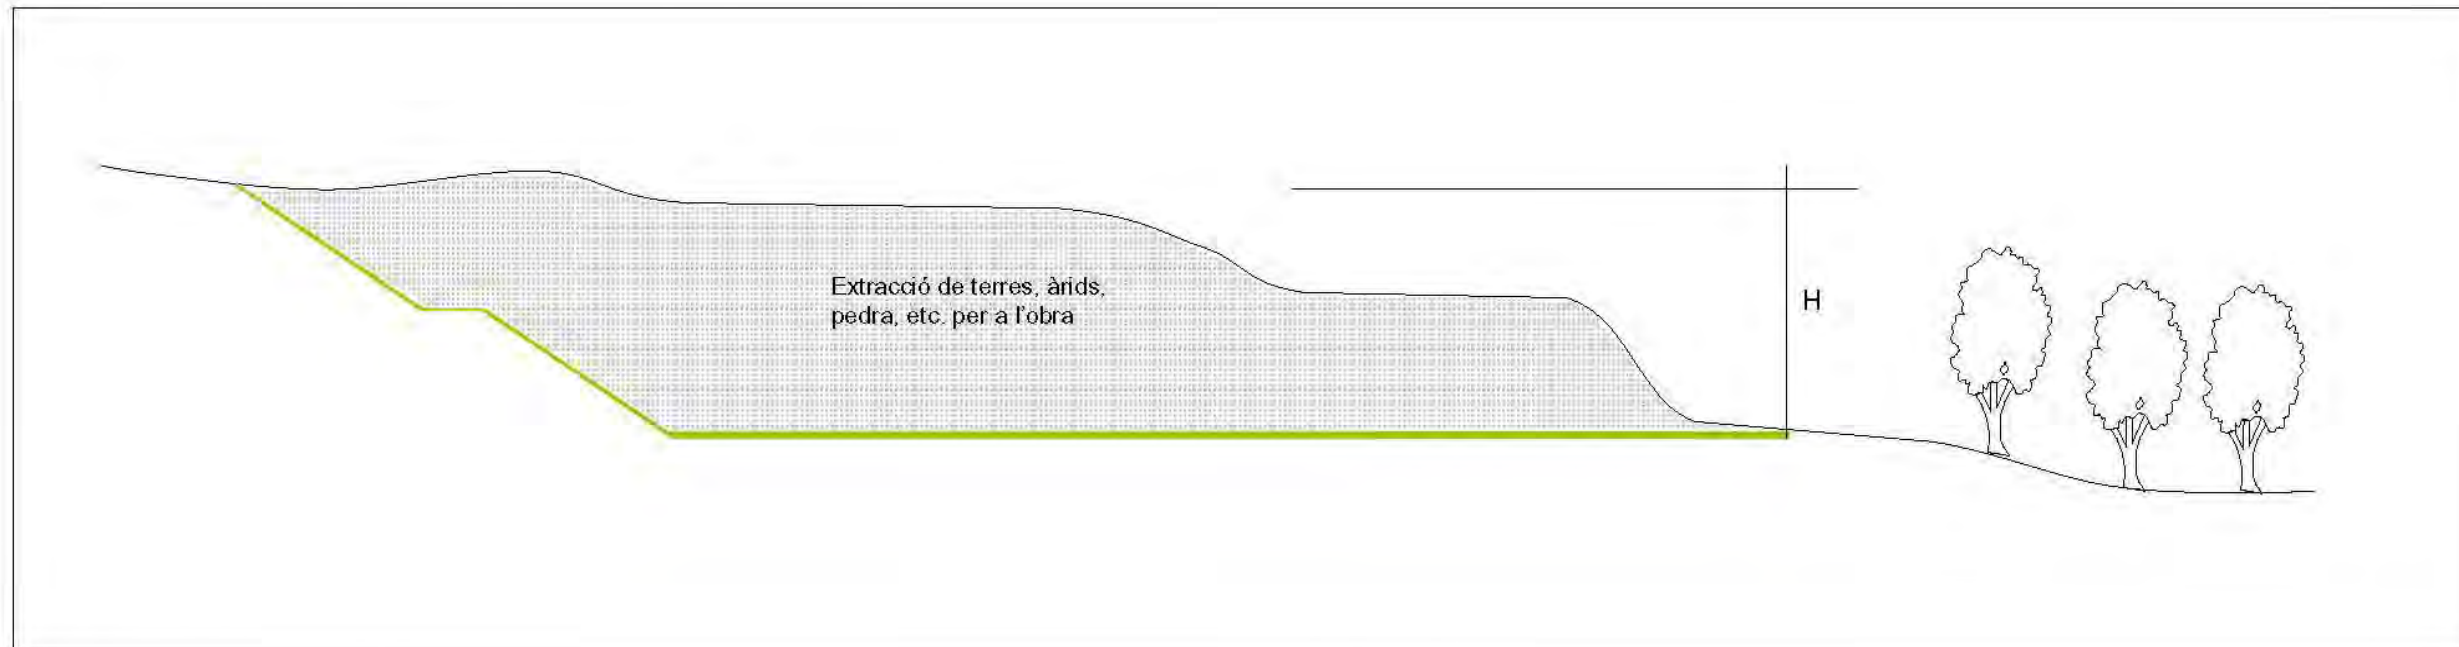 Extracció de terres, àrids,
pedra, etc. per a l'obra
H